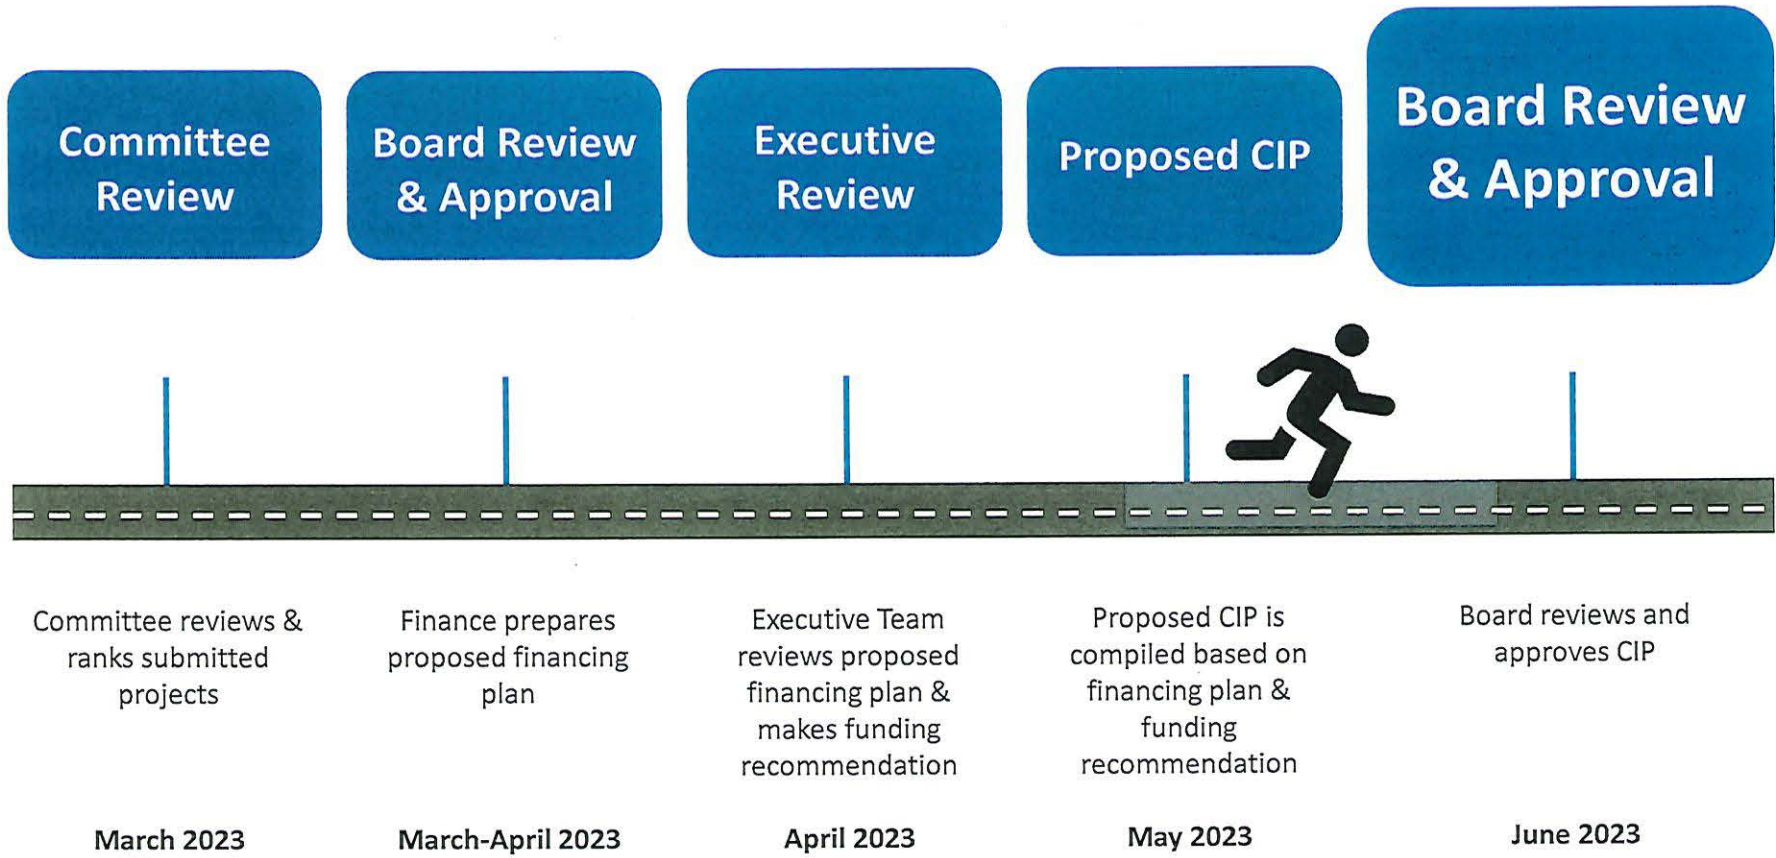 Committee
Review
Board Review
& Approval
Executive
Review
Proposed CIP
Board Review
& Approval
Committee reviews &
ranks submitted
projects
Finance prepares
proposed financing
plan
Executive Team
reviews proposed
financing plan &
makes funding
recommendation
Proposed CIP is
compiled based on
financing plan &
funding
recommendation
Board reviews and
approves CIP
March 2023
March-April 2023
April 2023
May 2023
June 2023